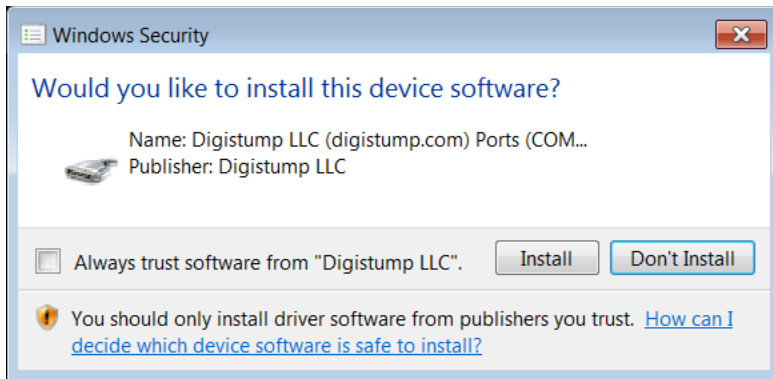 Windows Security
Would you like to install this device software?
Name: Digistump LLC (digistump.com) Ports (COM...
Publisher: Digistump LLC
Always trust software from "Digistump LLC".
Install
Don't Install
You should only install driver software from publishers you trust. How can I
decide which device software is safe to install?